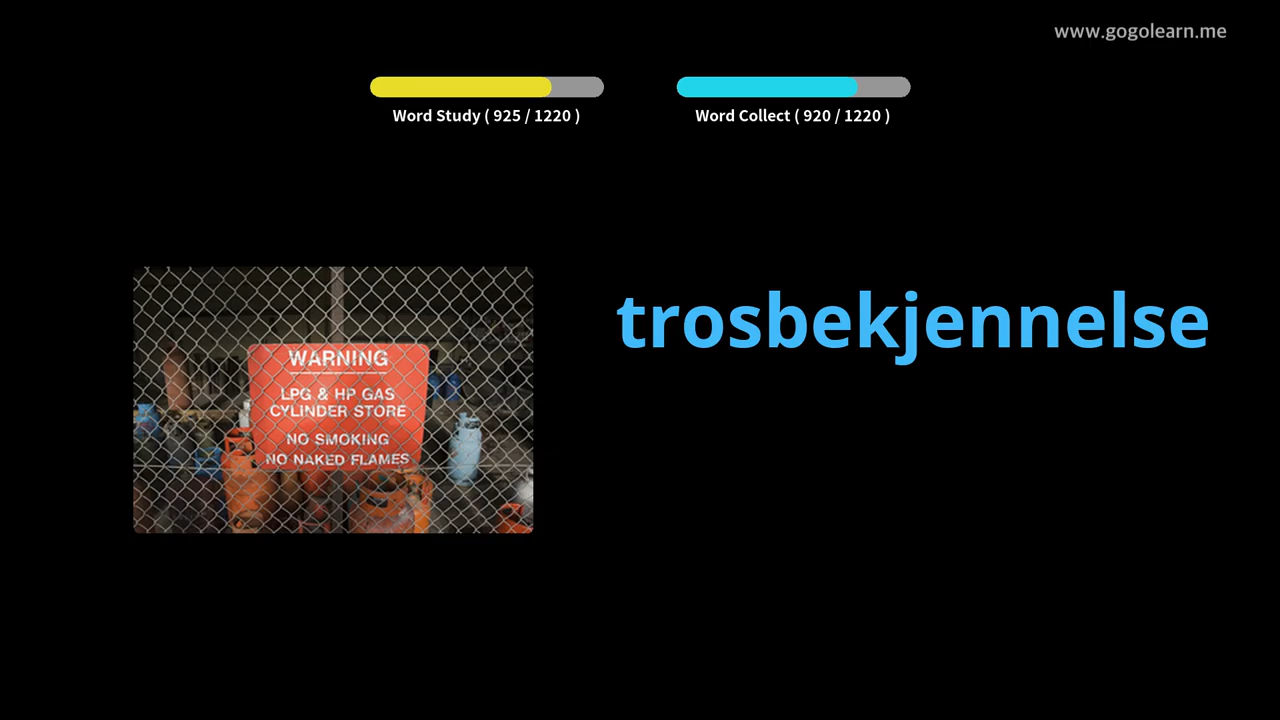 www.gogolearn.me
Word Study ( 925 / 1220 )
Word Collect ( 920 / 1220 )
trosbekjennelse
WARNING
LPG & HP GAS
CYLINDER STORE
NO SMOKING
NO NAKED FLAMES